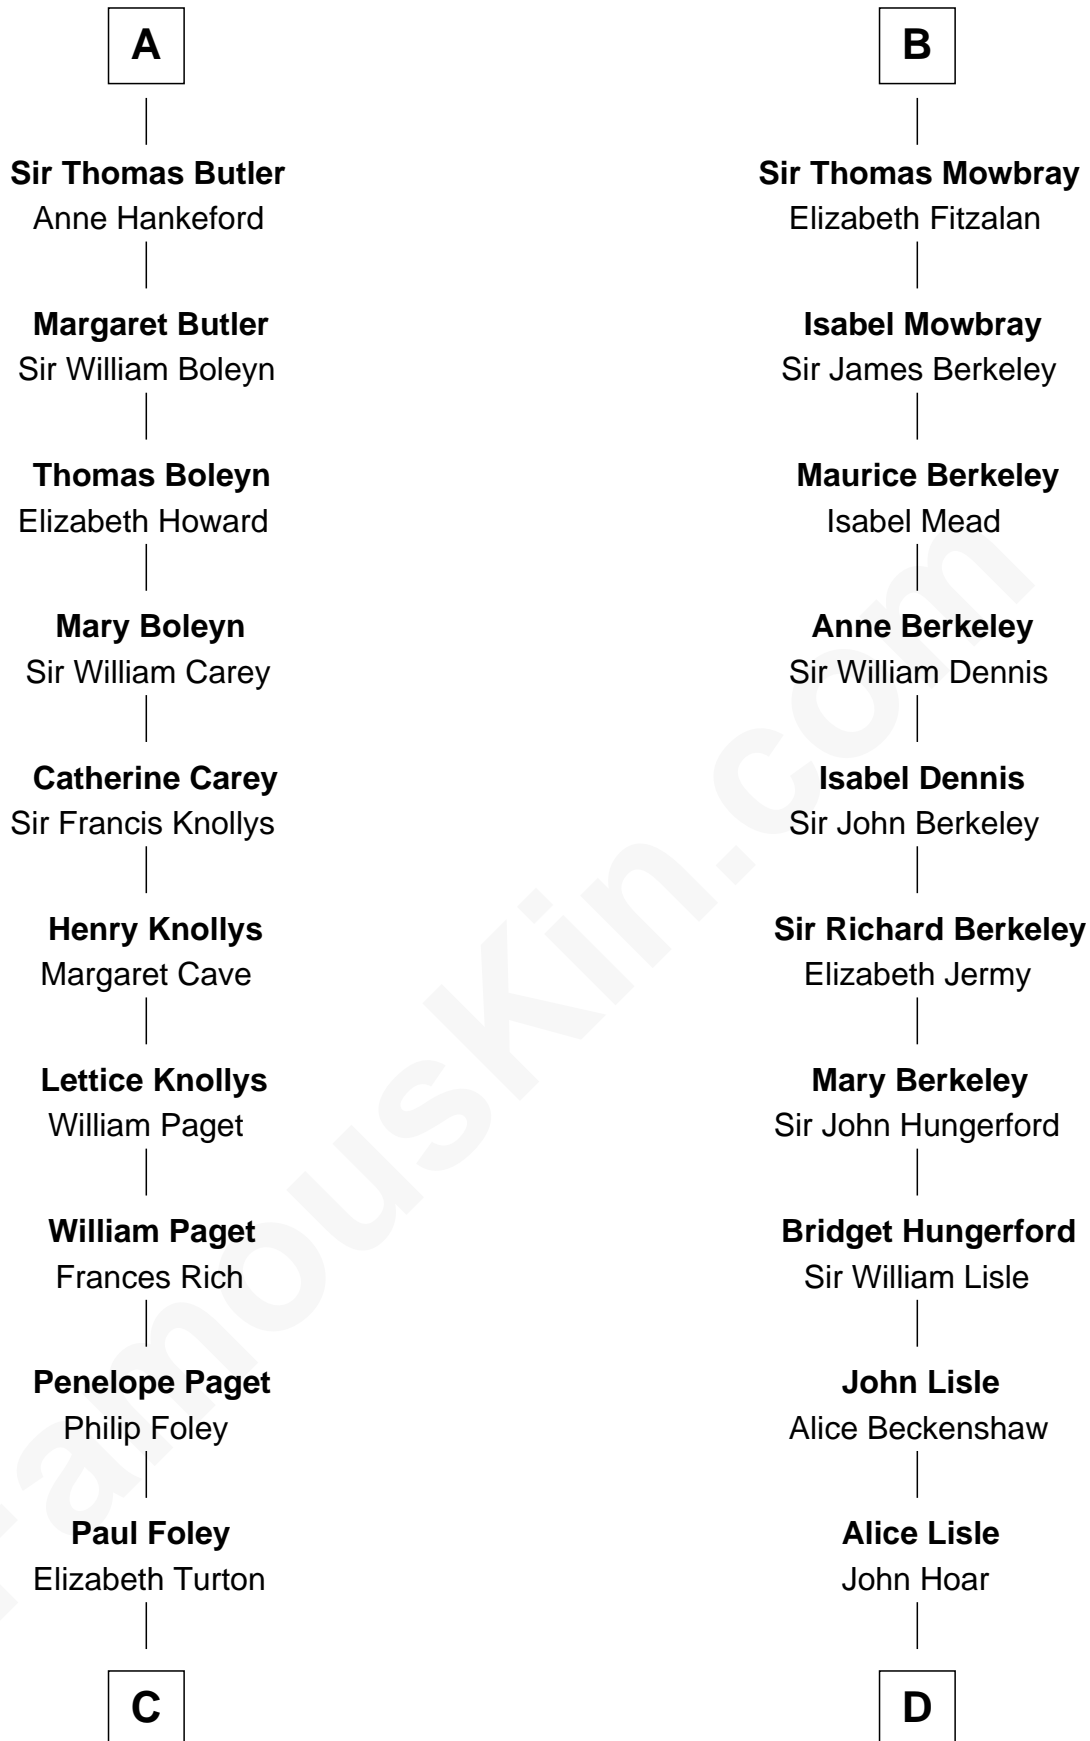 A
Sir Thomas Butler
Anne Hankeford
Margaret Butler
Sir William Boleyn
Thomas Boleyn
Elizabeth Howard
Mary Boleyn
Sir William Carey
Catherine Carey
Sir Francis Knollys
Henry Knollys
Margaret Cave
Lettice Knollys
William Paget
William Paget
Frances Rich
Penelope Paget
Philip Foley
Paul Foley
Elizabeth Turton
C
B
Sir Thomas Mowbray
Elizabeth Fitzalan
Isabel Mowbray
Sir James Berkeley
Maurice Berkeley
Isabel Mead
Anne Berkeley
Sir William Dennis
Isabel Dennis
Sir John Berkeley
Sir Richard Berkeley
Elizabeth Jermy
Mary Berkeley
Sir John Hungerford
Bridget Hungerford
Sir William Lisle
John Lisle
Alice Beckenshaw
Alice Lisle
John Hoar
D
FamousKin.com